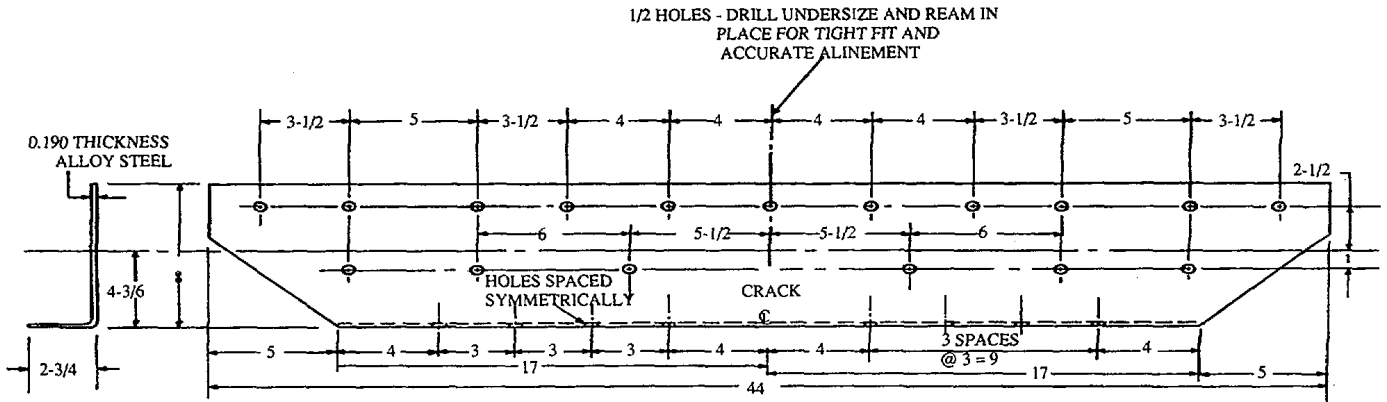 1/2 HOLES - DRILL UNDERSIZE AND REAM IN
PLACE FOR TIGHT FIT AND
ACCURATE ALINEMENT
3-1/2 5 3-1/2 4 4 4 4 3-1/2 5 3-1/2
0.190 THICKNESS
ALLOY STEEL
2-1/2
6 5-1/2 5-1/2 6
4-3/6
HOLES SPACED
SYMMETRICALLY
CRACK
℄
5 4 3 3 3 4 4 3 SPACES
@ 3 = 9
4
2-3/4
17 17 5
44